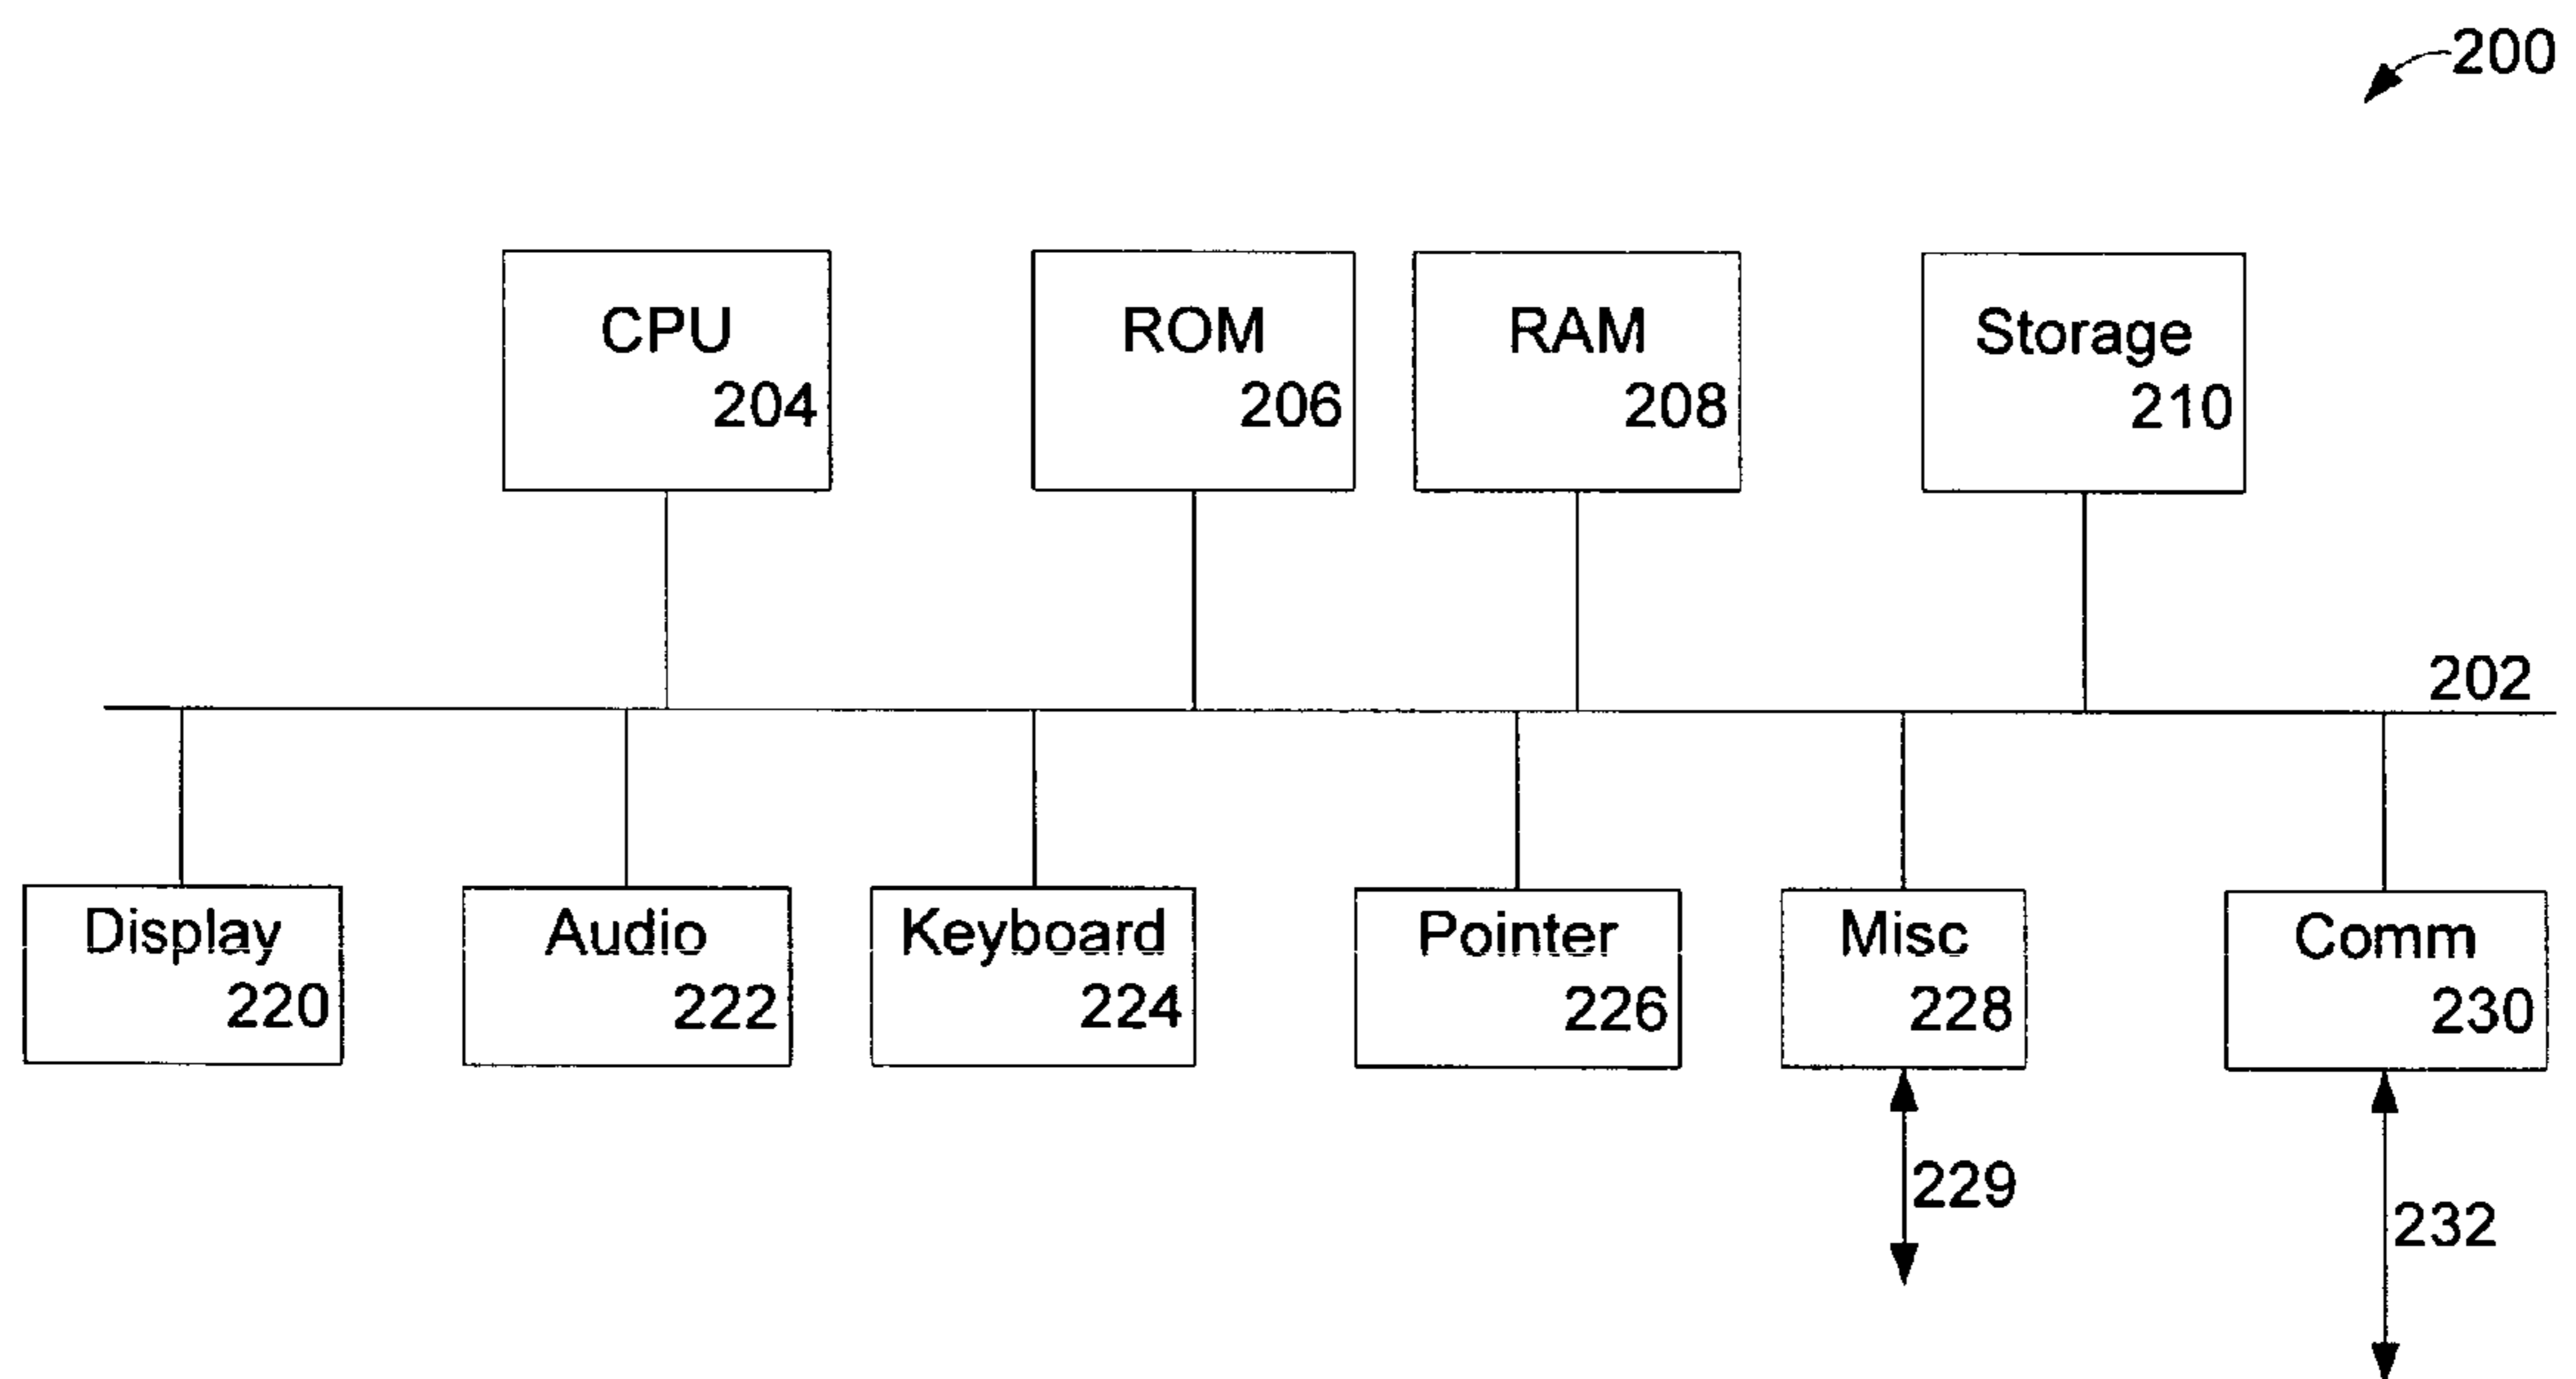 200
CPU
204
ROM
206
RAM
208
Storage
210
202
Display
220
Audio
222
Keyboard
224
Pointer
226
Misc
228
Comm
230
229
232